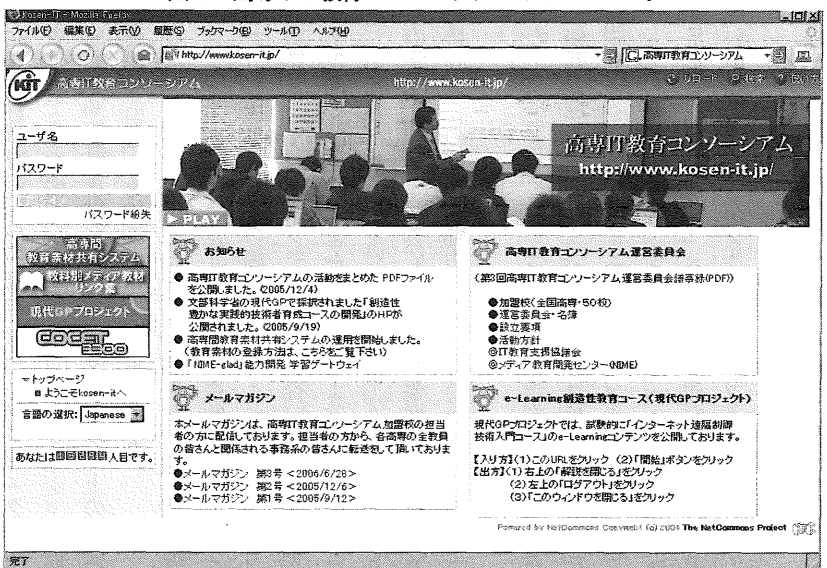 Kosen-IT - Mozilla Firefox
ファイル(F) 編集(E) 表示(V) 履歴(S) ブックマーク(B) ツール(T) ヘルプ(H)
http://www.kosen-it.jp/
高専IT教育コンソーシアム
KIT 高専IT教育コンソーシアム
http://www.kosen-it.jp/
リロード 検索
ユーザ名
パスワード
パスワード紛失
高専IT教育コンソーシアム
http://www.kosen-it.jp/
PLAY
高専間
教育素材共有システム
教科別メディア教材
リンク集
現代GPプロジェクト
トップページ
ようこそkosen-itへ
言語の選択: Japanese
あなたは
人目です。
お知らせ
●高専IT教育コンソーシアムの活動をまとめた PDFファイル
を公開しました。(2005/12/4)
●文部科学省の現代GPで採択されました「創造性
豊かな実践的技術者育成コースの開発」のHPが
公開されました。(2005/9/19)
●高専間教育素材共有システムの運用を開始しました。
(教育素材の登録方法は、こちらをご覧下さい)
●「NIME-glad」能力開発 学習ゲートウェイ
高専IT教育コンソーシアム運営委員会
(第3回高専IT教育コンソーシアム運営委員会議事録(PDF))
●加盟校(全国高専・50校)
●運営委員会・名簿
●設立要項
●活動方針
◎IT教育支援協議会
◎メディア教育開発センター(NIME)
メールマガジン
本メールマガジンは、高専IT教育コンソーシアム加盟校の担当
者の方に配信しております。担当者の方から、各高専の全教員
の皆さんと関係される事務系の皆さんに転送をして頂いておりま
す。
●メールマガジン 第3号 <2006/6/28>
●メールマガジン 第2号 <2005/12/6>
●メールマガジン 第1号 <2005/9/12>
e-Learning創造性教育コース(現代GPプロジェクト)
現代GPプロジェクトでは、試験的に「インターネット遠隔制御
技術入門コース」のe-Learningコンテンツを公開しております。
【入り方】(1)このURLをクリック (2)「開始」ボタンをクリック
【出方】(1)右上の「解説を閉じる」をクリック
(2)左上の「ログアウト」をクリック
(3)「このウィンドウを閉じる」をクリック
Powered by NetCommons Copyright (c) 2001 The NetCommons Project
完了